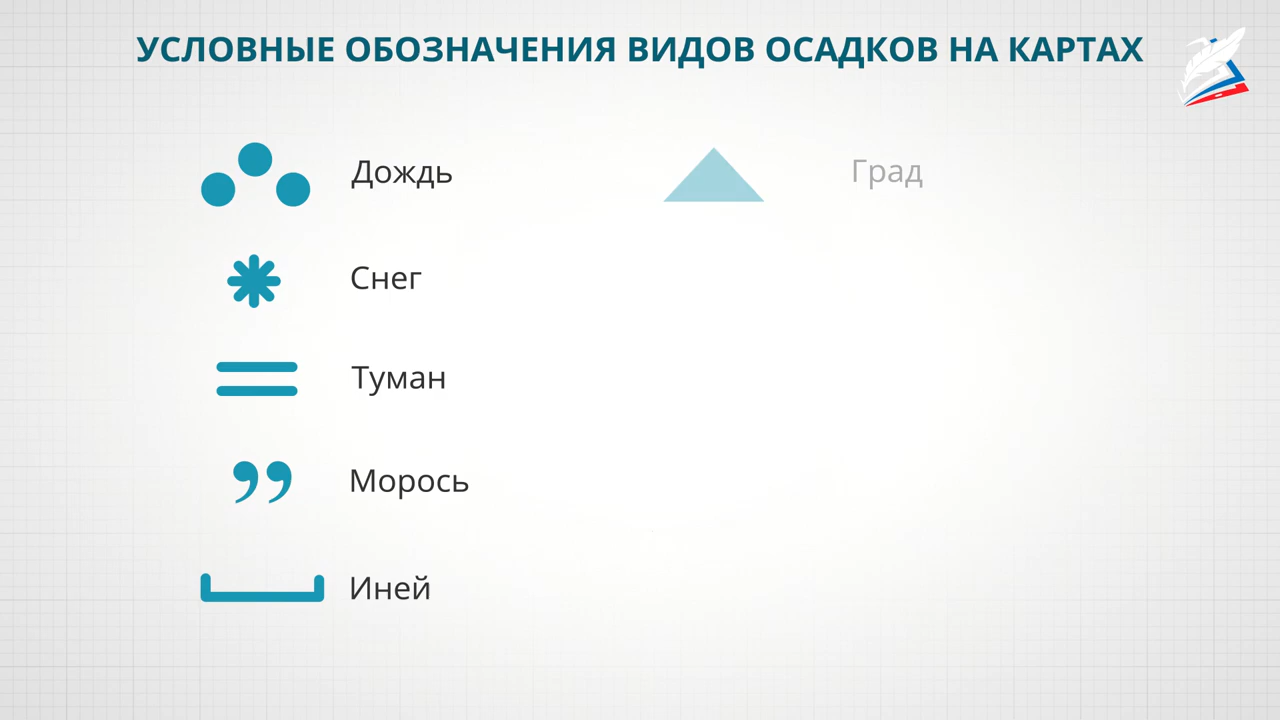 УСЛОВНЫЕ ОБОЗНАЧЕНИЯ ВИДОВ ОСАДКОВ НА КАРТАХ
Дождь
Град
Снег
Туман
Морось
Иней